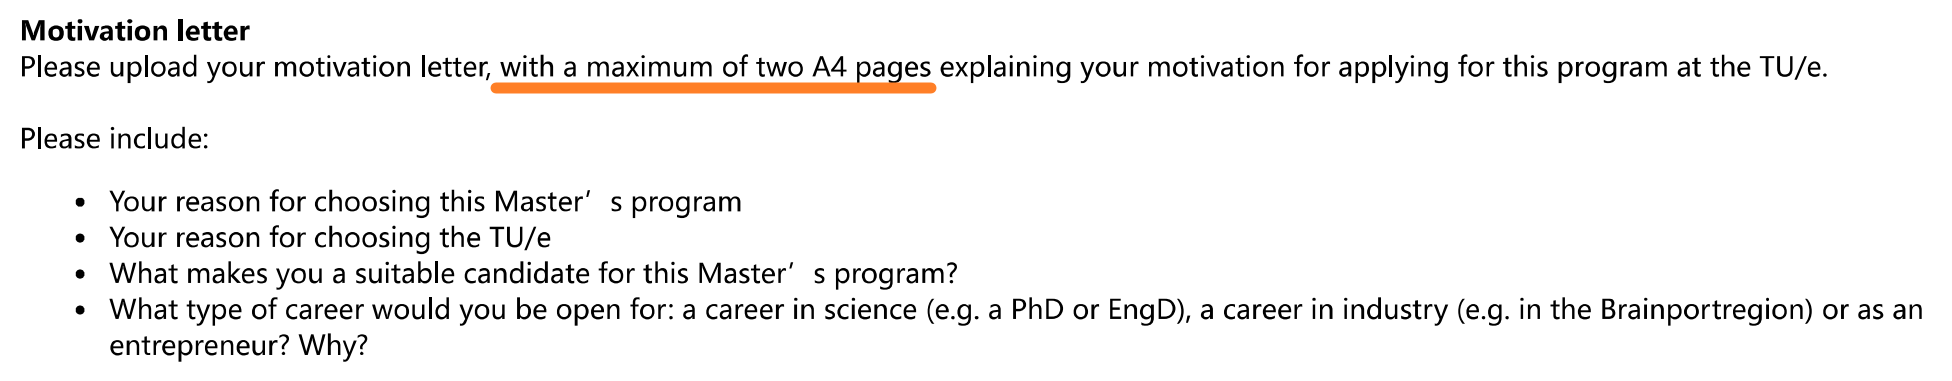 Motivation letter
Please upload your motivation letter, with a maximum of two A4 pages explaining your motivation for applying for this program at the TU/e.
Please include:
• Your reason for choosing this Master’ s program
• Your reason for choosing the TU/e
• What makes you a suitable candidate for this Master’ s program?
• What type of career would you be open for: a career in science (e.g. a PhD or EngD), a career in industry (e.g. in the Brainportregion) or as an
entrepreneur? Why?